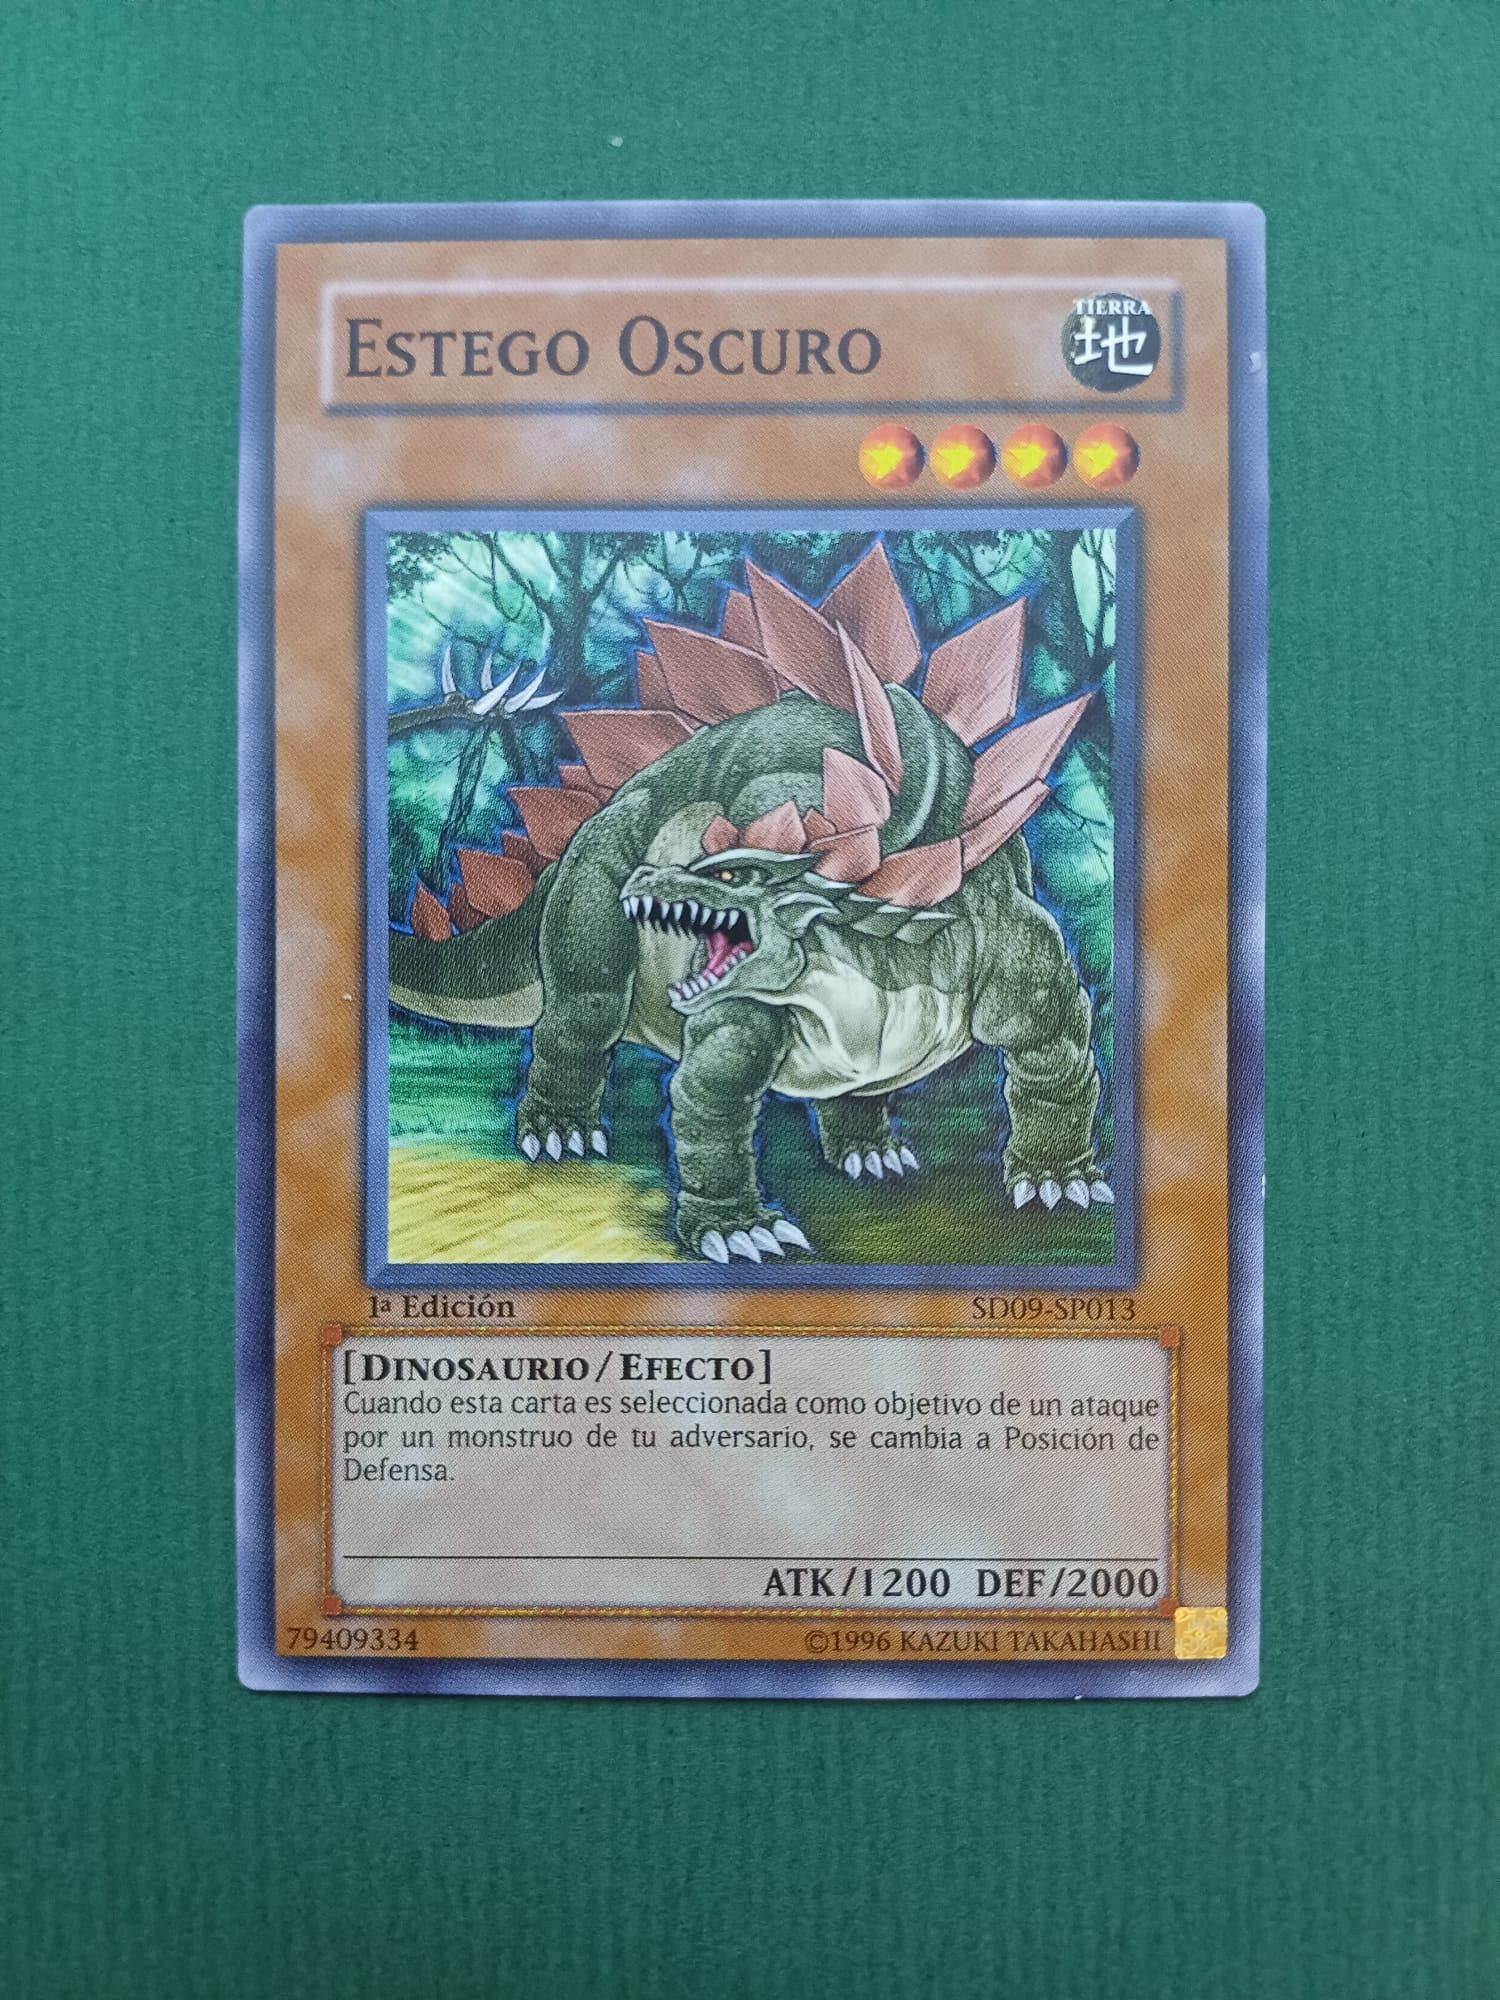 Estego Oscuro
TIERRA
地
1ª Edición
SD09-SP013
[Dinosaurio/Efecto]
Cuando esta carta es seleccionada como objetivo de un ataque
por un monstruo de tu adversario, se cambia a Posición de
Defensa.
ATK/1200 DEF/2000
79409334
©1996 KAZUKI TAKAHASHI